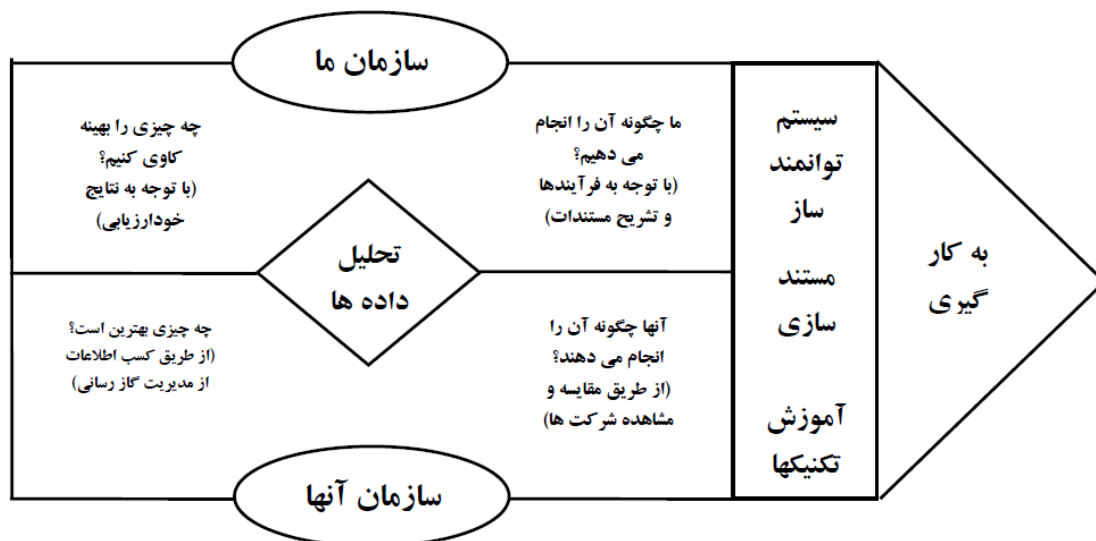 سازمان ما
چه چیزی را بهینه
کاوی کنیم؟
(با توجه به نتایج
خودارزیابی)
ما چگونه آن را انجام
می دهیم؟
(با توجه به فرآیندها
و تشریح مستندات)
تحلیل
داده ها
چه چیزی بهترین است؟
(از طریق کسب اطلاعات
از مدیریت گاز رسانی)
آنها چگونه آن را
انجام می دهند؟
(از طریق مقایسه و
مشاهده شرکت ها)
سازمان آنها
سیستم
توانمند
ساز
مستند
سازی
آموزش
تکنیکها
به کار
گیری